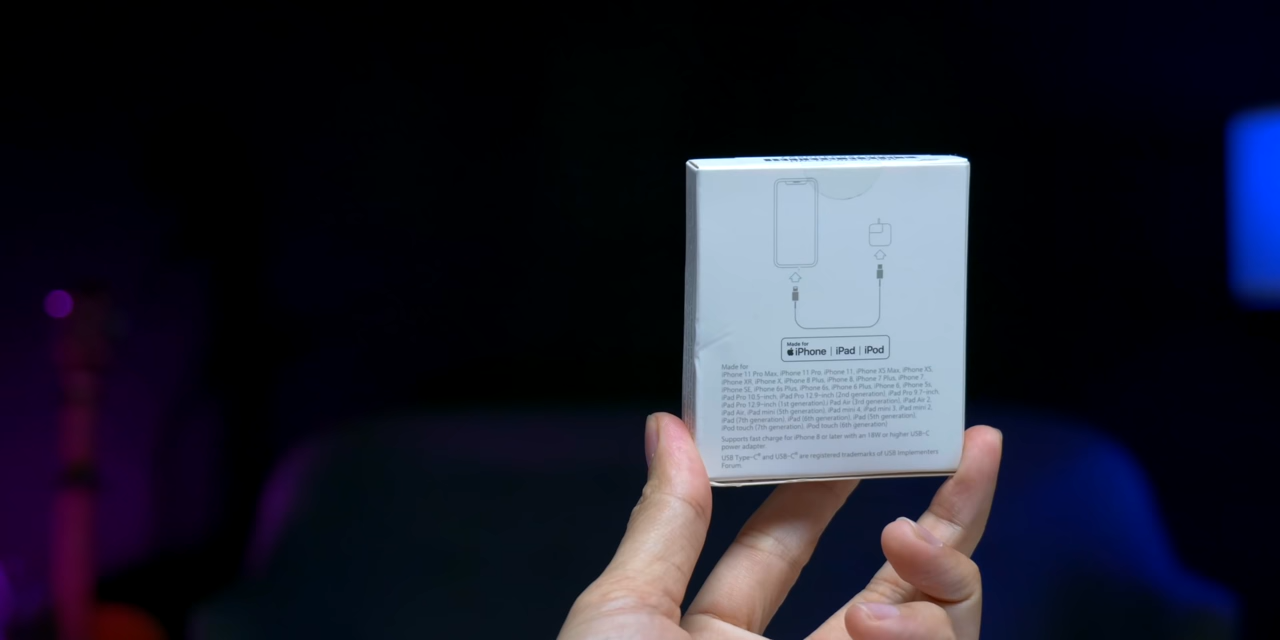 Made for
iPhone | iPad | iPod
Made for
iPhone 11 Pro Max, iPhone 11 Pro, iPhone 11, iPhone XS Max, iPhone XS,
iPhone XR, iPhone X, iPhone 8 Plus, iPhone 8, iPhone 7 Plus, iPhone 7,
iPhone SE, iPhone 6s Plus, iPhone 6s, iPhone 6 Plus, iPhone 6, iPhone 5s,
iPad Pro 10.5-inch, iPad Pro 12.9-inch (2nd generation), iPad Pro 9.7-inch,
iPad Pro 12.9-inch (1st generation), iPad Air (3rd generation), iPad Air 2,
iPad Air, iPad mini (5th generation), iPad mini 4, iPad mini 3, iPad mini 2,
iPad (7th generation), iPad (6th generation), iPad (5th generation),
iPod touch (7th generation), iPod touch (6th generation)
Supports fast charge for iPhone 8 or later with an 18W or higher USB-C
power adapter
USB Type-C® and USB-C® are registered trademarks of USB Implementers
Forum.